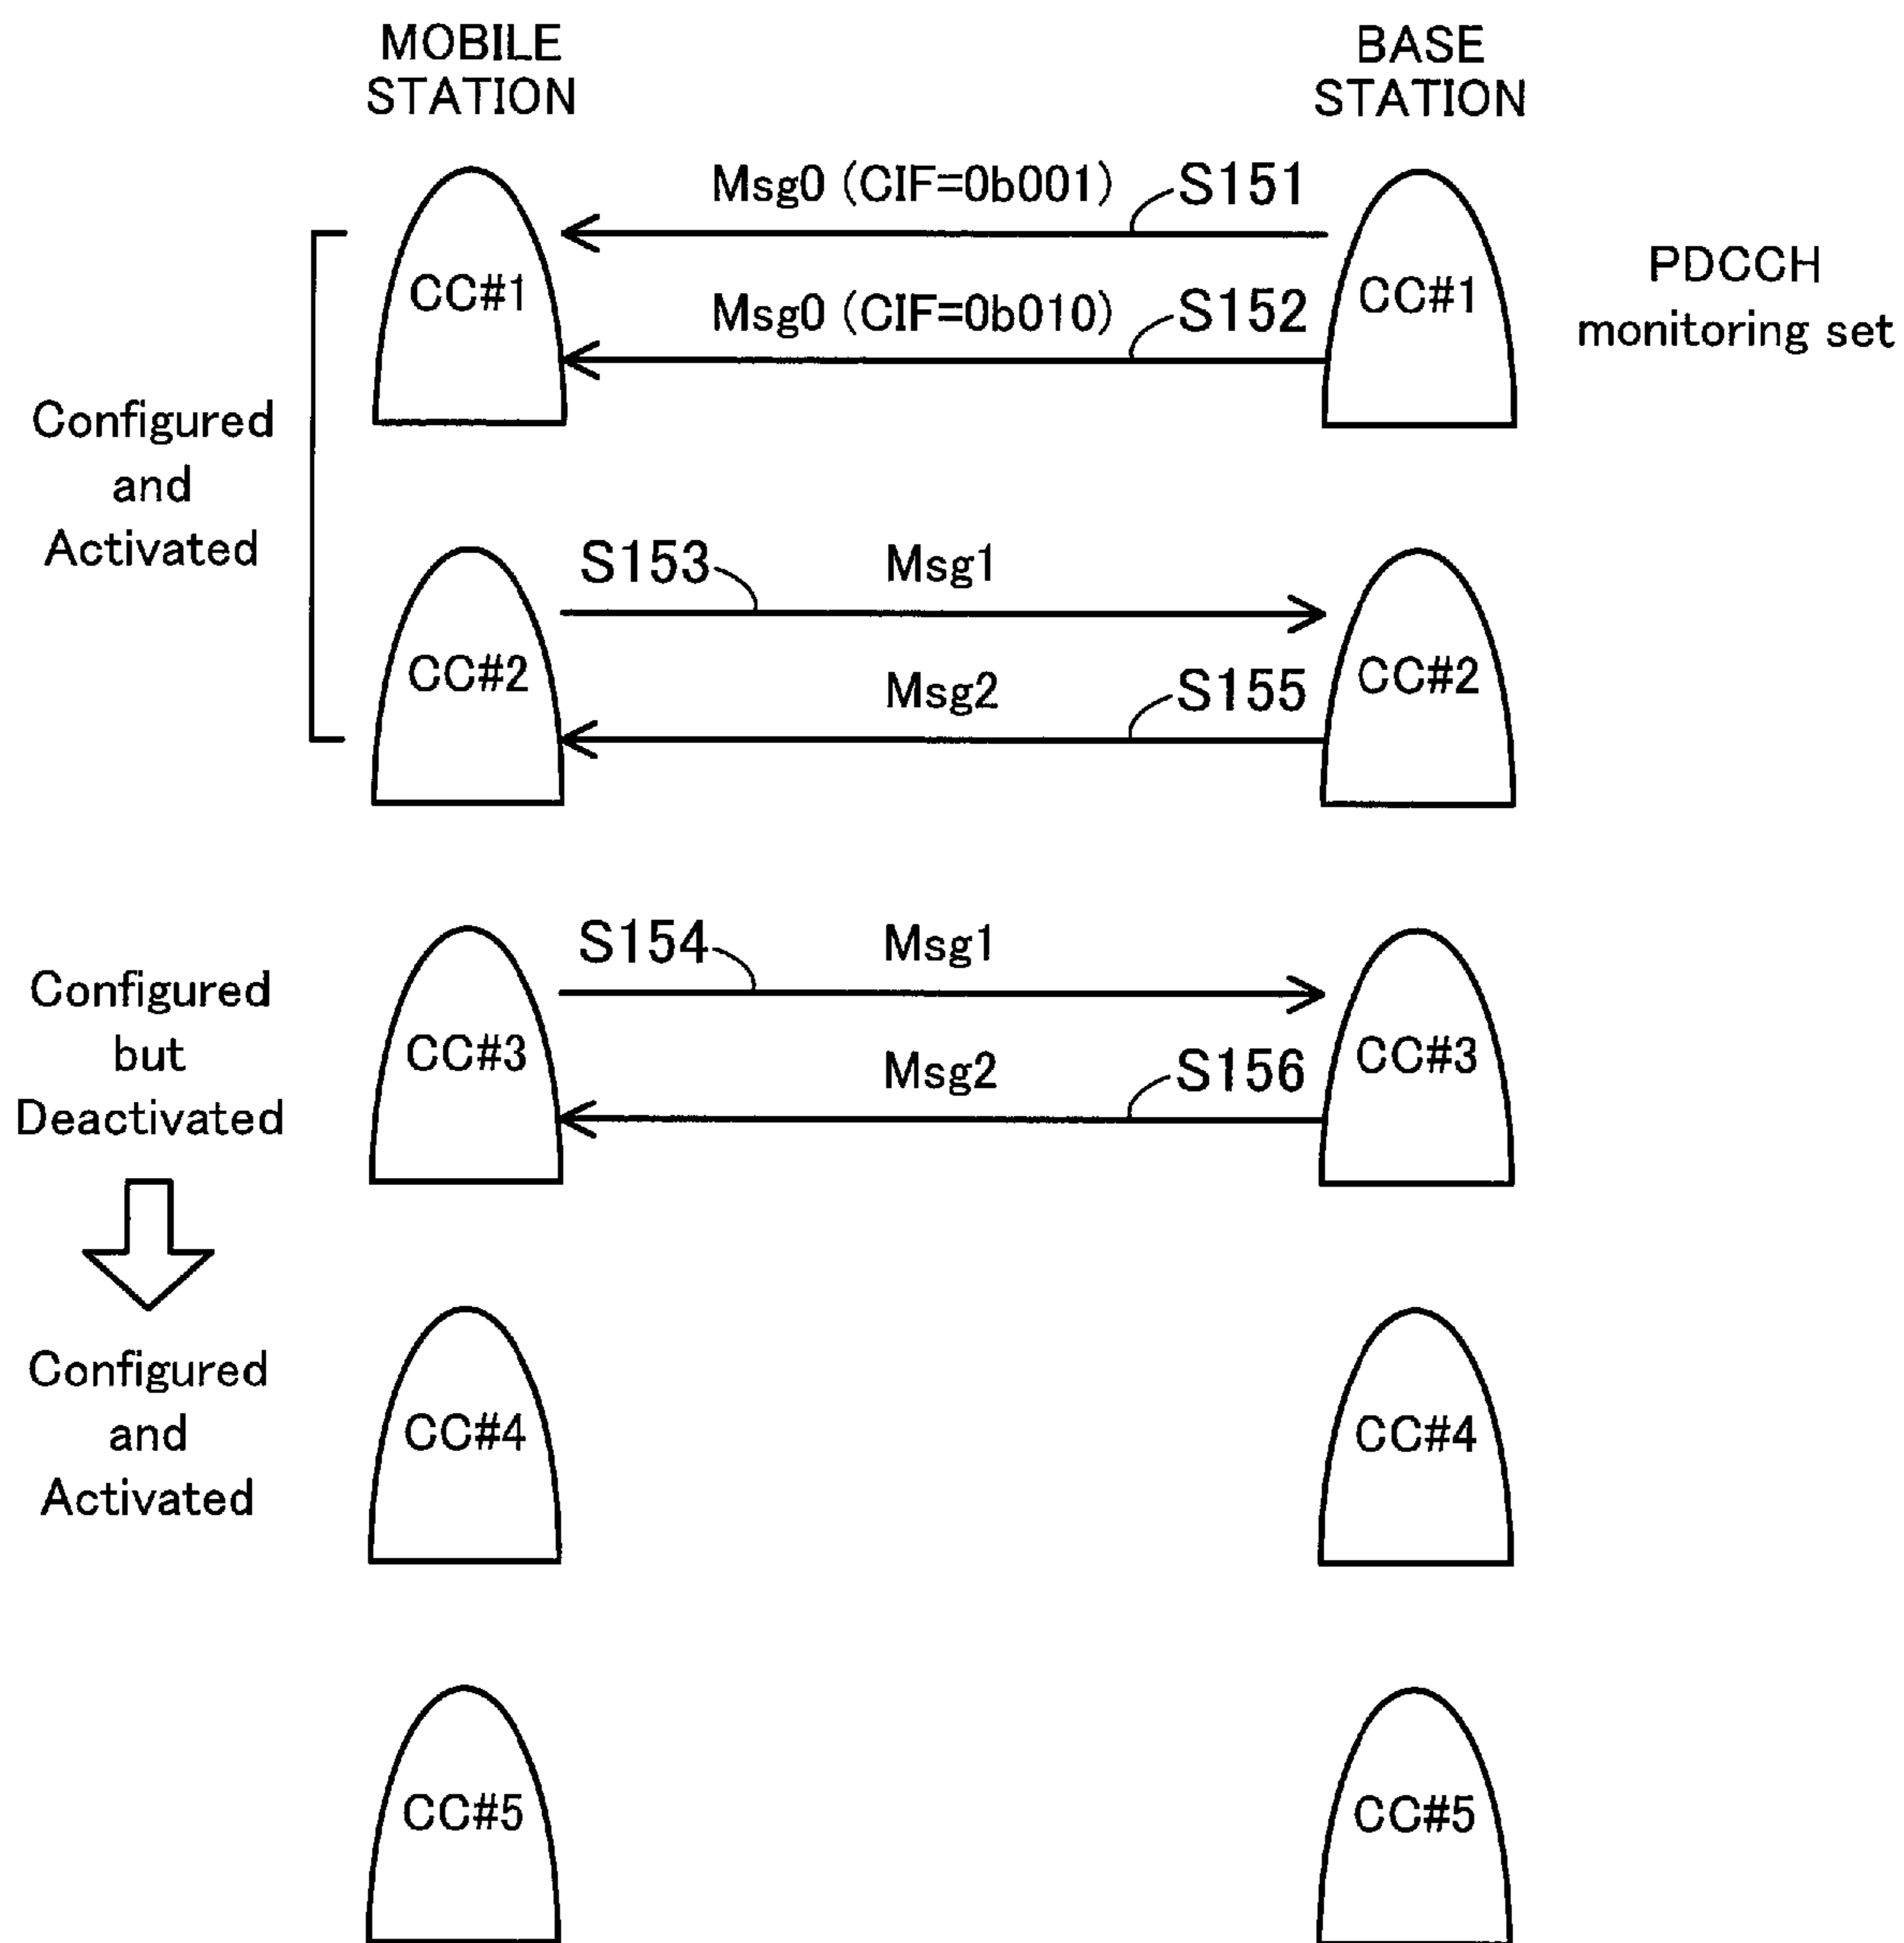 MOBILE
STATION
BASE
STATION
Msg0 (CIF=0b001)
S151
CC#1
CC#1
PDCCH
monitoring set
Msg0 (CIF=0b010)
S152
Configured
and
Activated
S153
Msg1
CC#2
CC#2
Msg2
S155
S154
Msg1
Configured
but
Deactivated
CC#3
CC#3
Msg2
S156
Configured
and
Activated
CC#4
CC#4
CC#5
CC#5